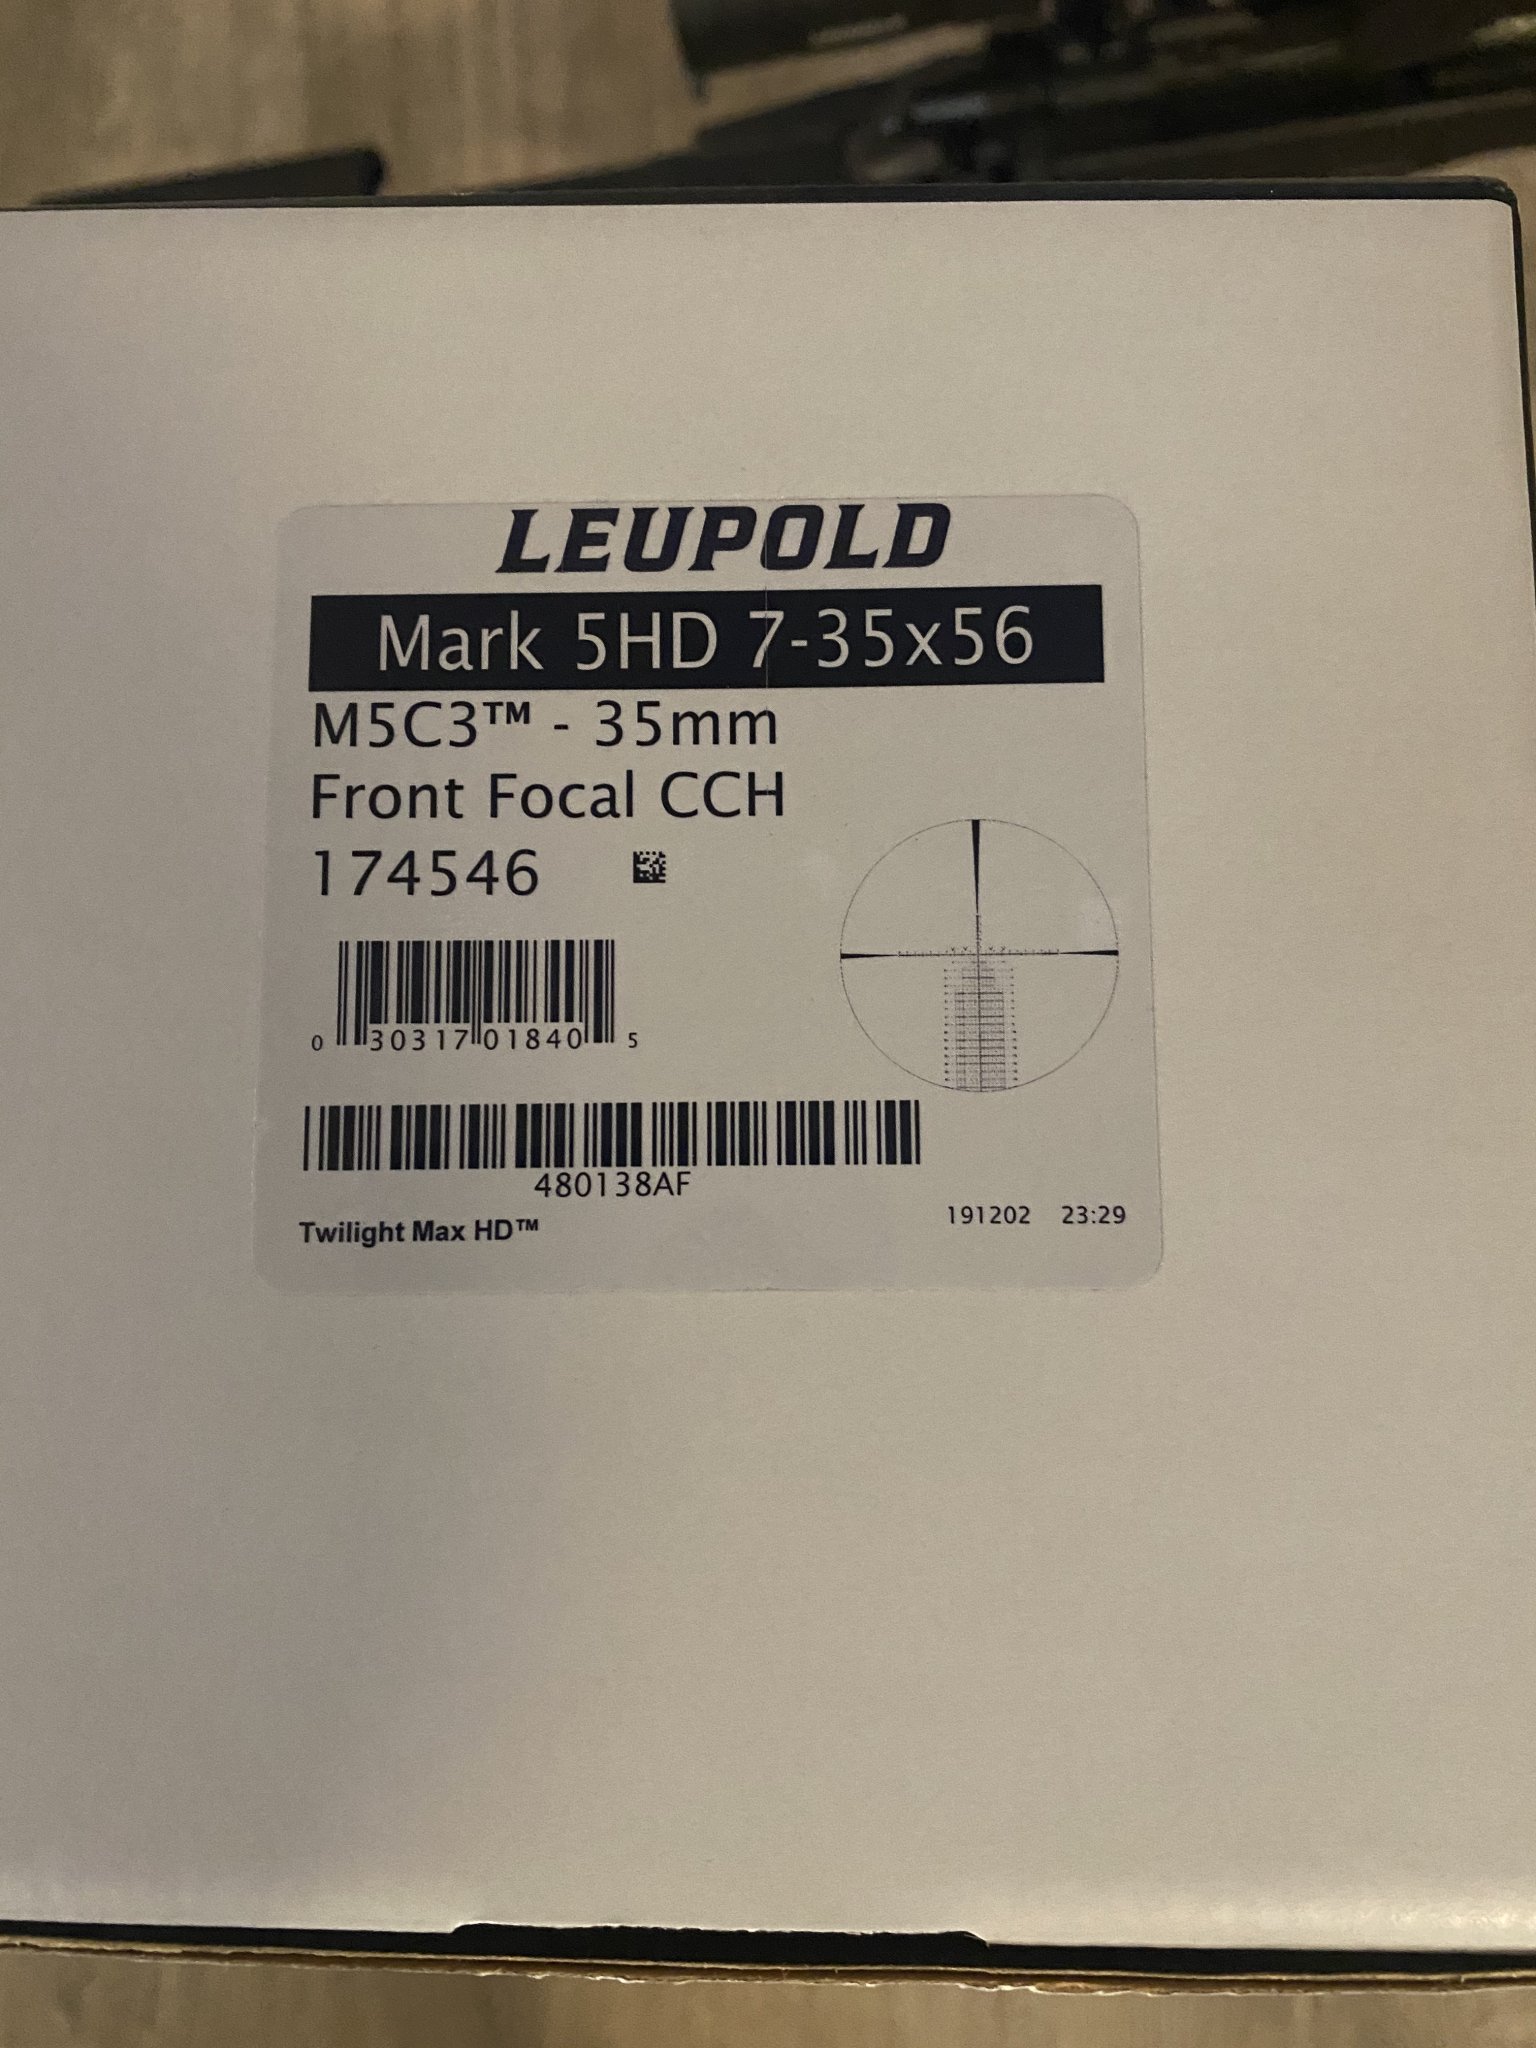 LEUPOLD
Mark 5HD 7-35x56
M5C3™ - 35mm
Front Focal CCH
174546
0 30317 01840 5
480138AF
191202 23:29
Twilight Max HD™